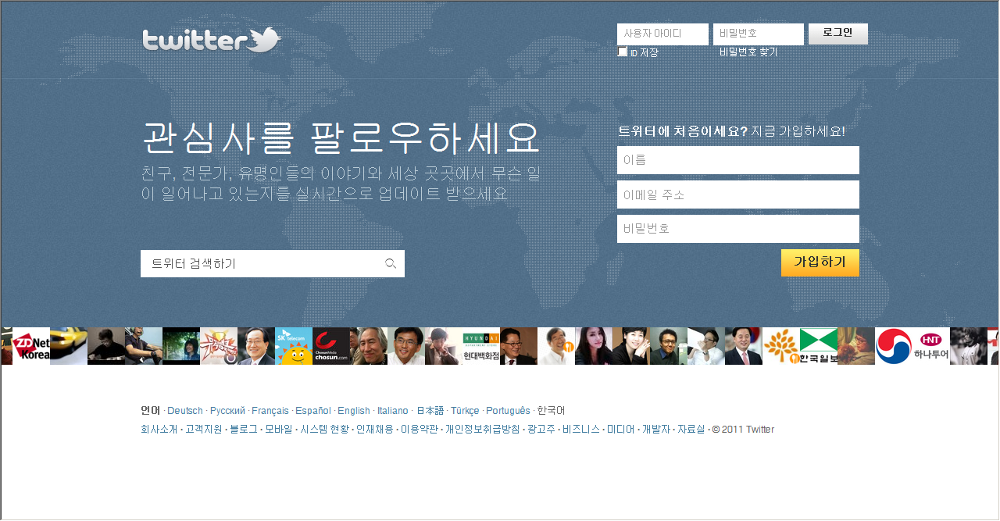 twitter
사용자 아이디
비밀번호
로그인
ID 저장
비밀번호 찾기
관심사를 팔로우하세요
친구, 전문가, 유명인들의 이야기와 세상 곳곳에서 무슨 일
이 일어나고 있는지를 실시간으로 업데이트 받으세요
트위터 검색하기
트위터에 처음이세요? 지금 가입하세요!
이름
이메일 주소
비밀번호
가입하기
ZDNet
Korea
SK telecom
ChosunMedia
chosun.com
HYUNDAI
DEPARTMENT STORE
현대백화점
한국일보
HNT
하나투어
언어 · Deutsch · Русский · Français · Español · English · Italiano · 日本語 · Türkçe · Português · 한국어
회사소개 · 고객지원 · 블로그 · 모바일 · 시스템 현황 · 인재채용 · 이용약관 · 개인정보취급방침 · 광고주 · 비즈니스 · 미디어 · 개발자 · 자료실 · © 2011 Twitter